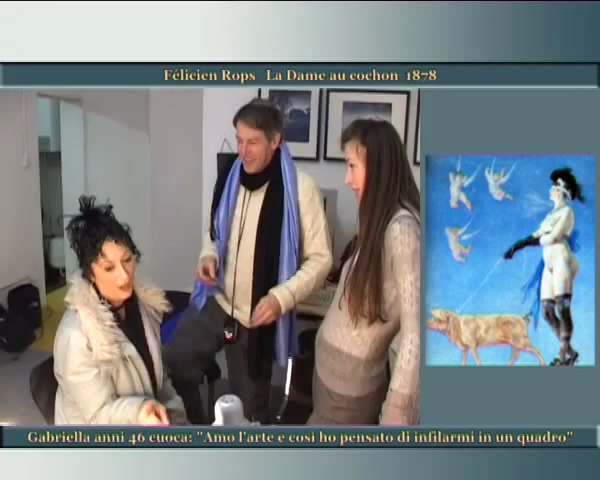 Félicien Rops La Dame au cochon 1878
Gabriella anni 46 cuoca: "Amo l'arte e così ho pensato di infilarmi in un quadro"